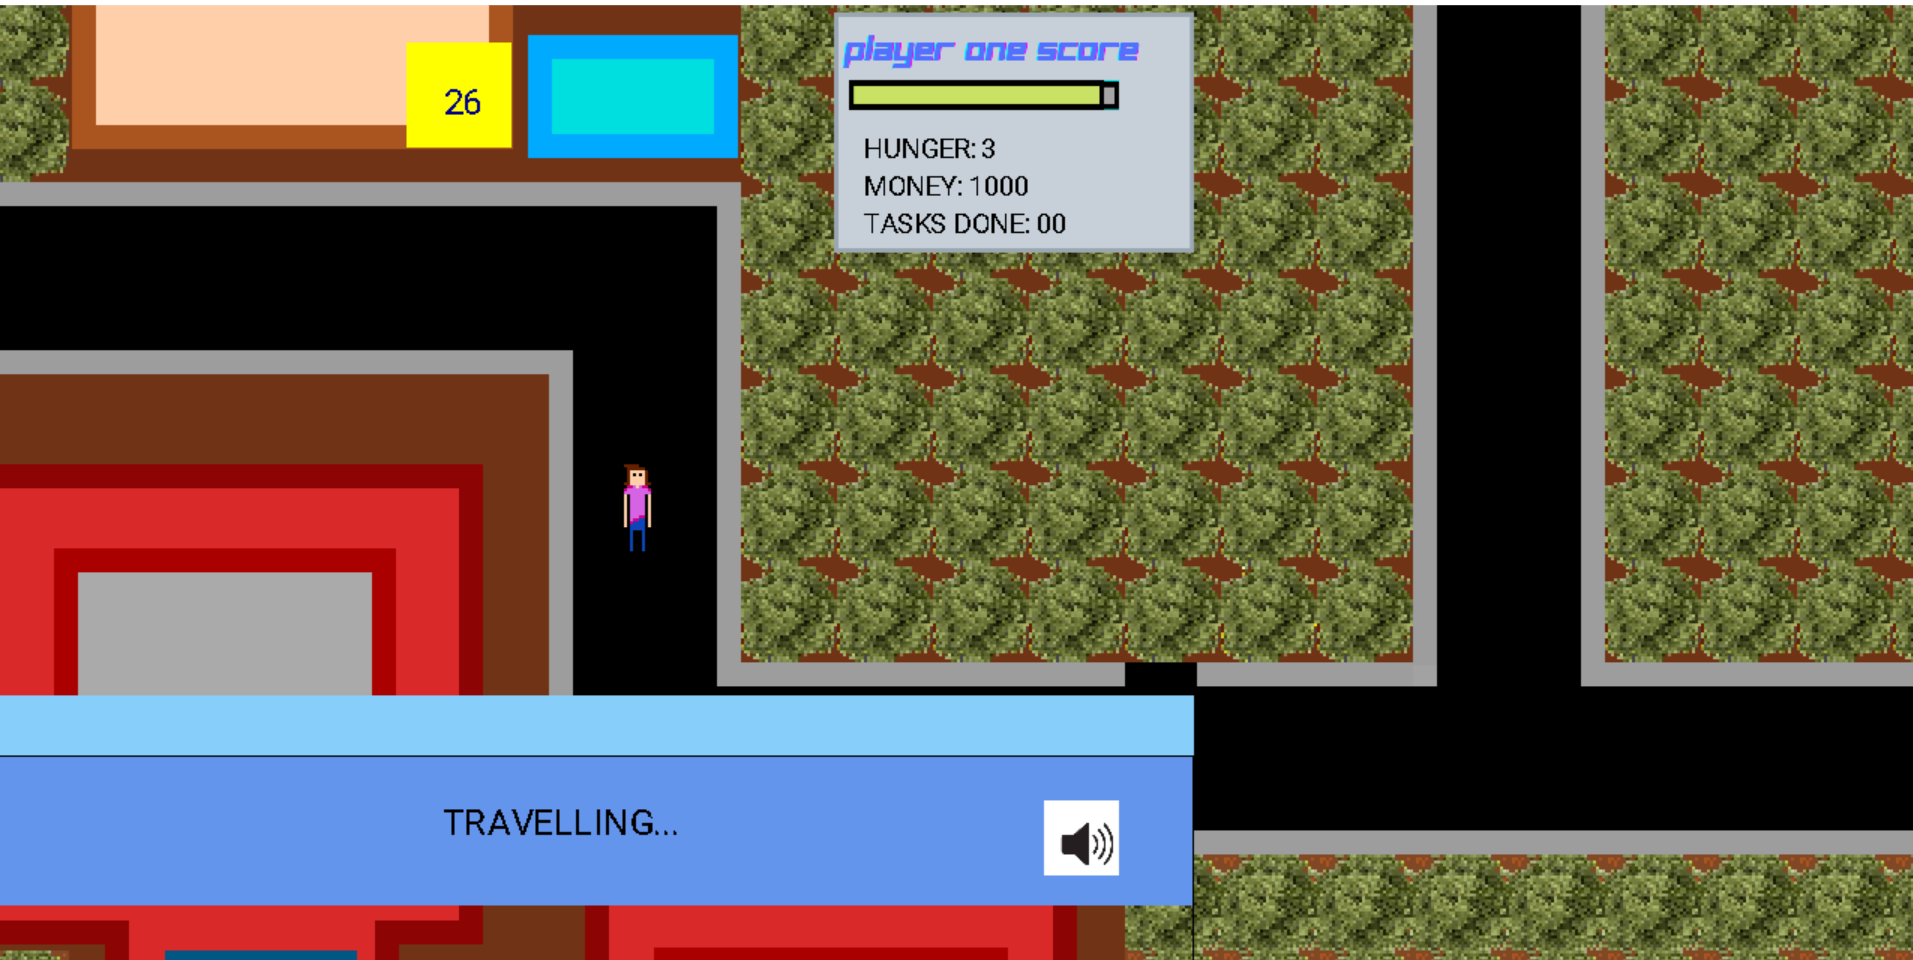 player one score
26
HUNGER: 3
MONEY: 1000
TASKS DONE: 00
TRAVELLING...